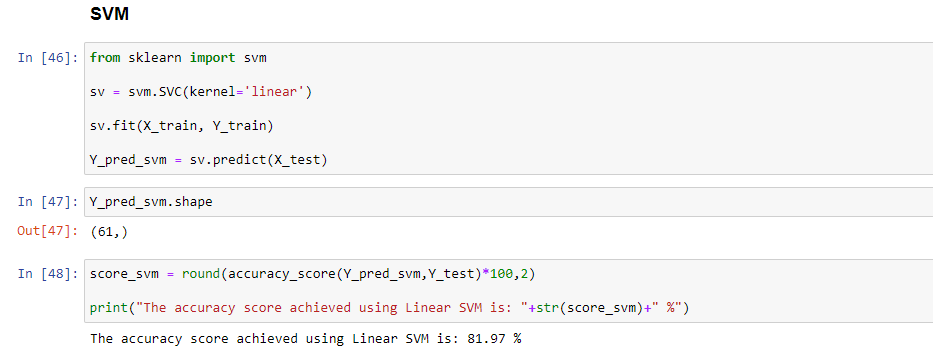 SVM
In [46]: from sklearn import svm
sv = svm.SVC(kernel='linear')
sv.fit(X_train, Y_train)
Y_pred_svm = sv.predict(X_test)
In [47]: Y_pred_svm.shape
Out[47]: (61,)
In [48]: score_svm = round(accuracy_score(Y_pred_svm,Y_test)*100,2)
print("The accuracy score achieved using Linear SVM is: "+str(score_svm)+" %")
The accuracy score achieved using Linear SVM is: 81.97 %